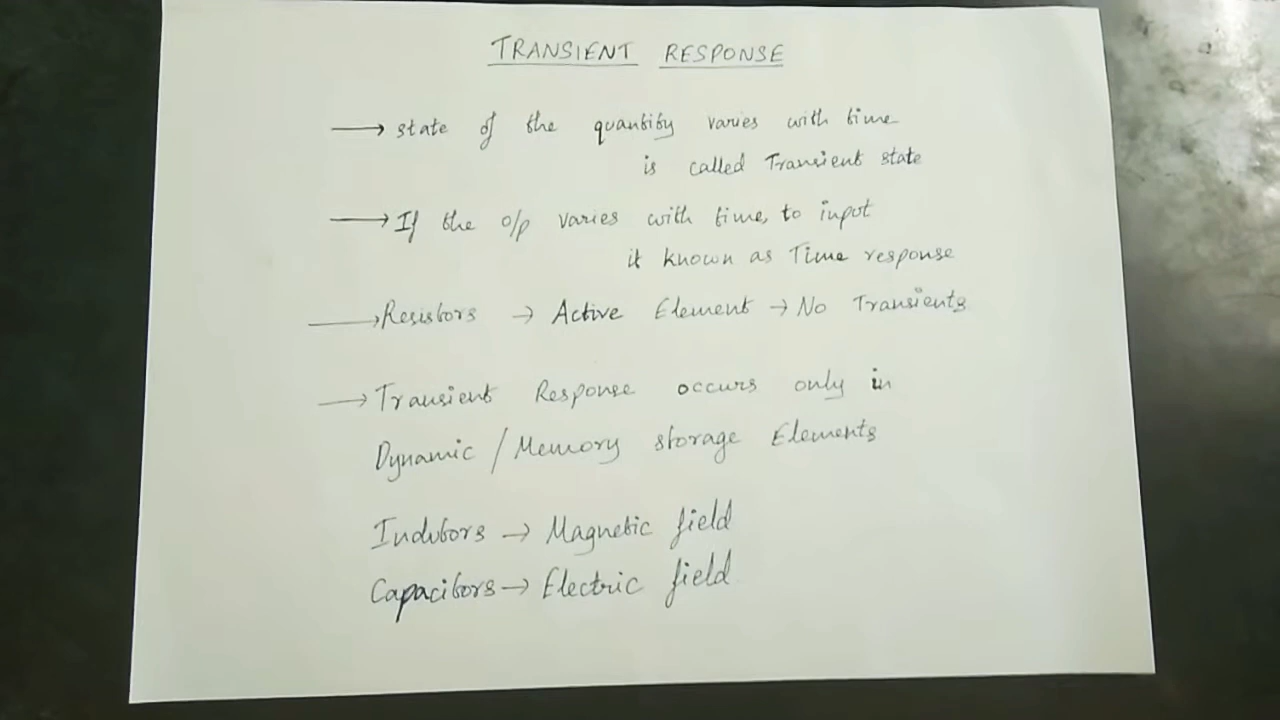 TRANSIENT RESPONSE
→ state of the quantity varies with time
is called Transient state
→ If the o/p varies with time, to input
it known as Time response
→ Resistors → Active Element → No Transients
→ Transient Response occurs only in
Dynamic / Memory storage Elements
Indutors → Magnetic field
Capacitors → Electric field